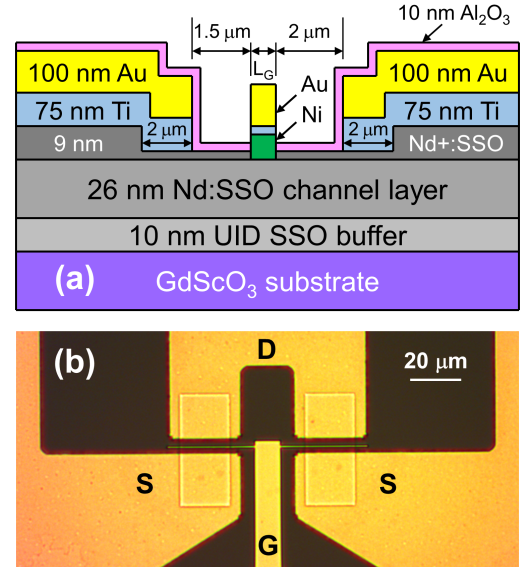 10 nm Al₂O₃
1.5 μm
2 μm
L_G
100 nm Au
Au
100 nm Au
75 nm Ti
Ni
75 nm Ti
9 nm
2 μm
2 μm
Nd+:SSO
26 nm Nd:SSO channel layer
10 nm UID SSO buffer
(a)
GdScO₃ substrate
(b)
D
20 μm
S
S
G